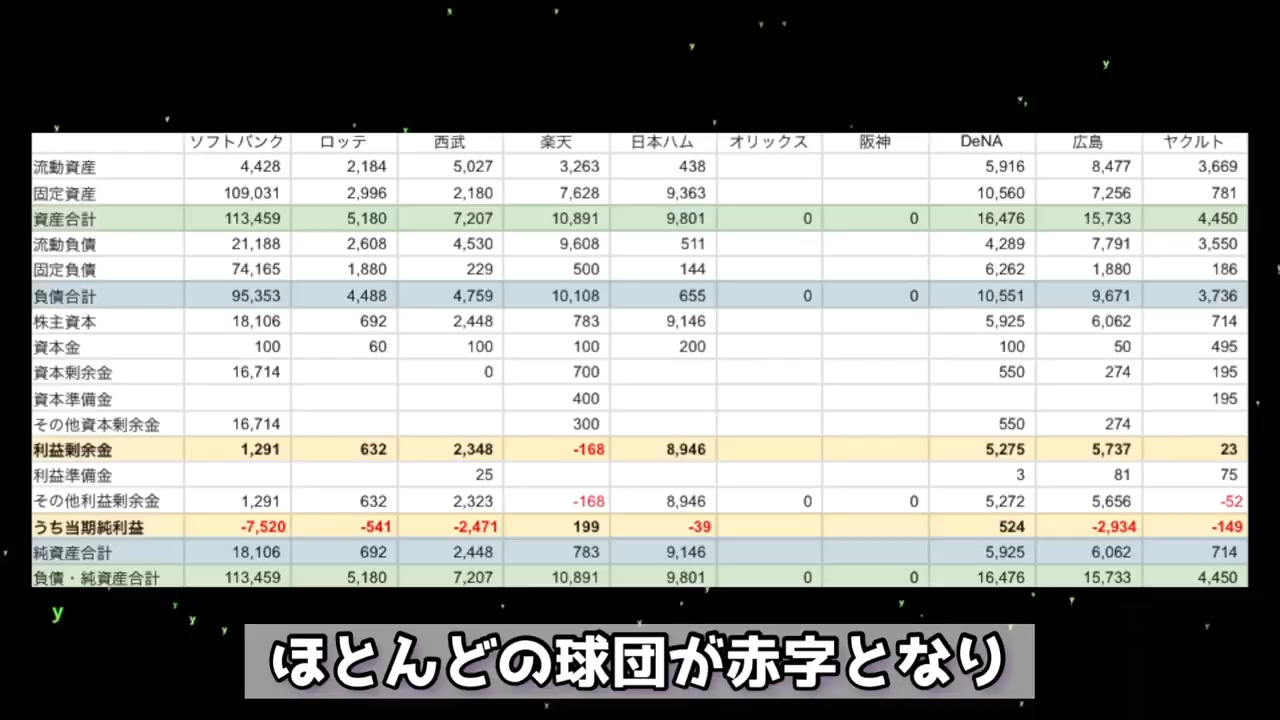 ソフトバンク ロッテ 西武 楽天 日本ハム オリックス 阪神 DeNA 広島 ヤクルト
流動資産 4,428 2,184 5,027 3,263 438 5,916 8,477 3,669
固定資産 109,031 2,996 2,180 7,628 9,363 10,560 7,256 781
資産合計 113,459 5,180 7,207 10,891 9,801 0 0 16,476 15,733 4,450
流動負債 21,188 2,608 4,530 9,608 511 4,289 7,791 3,550
固定負債 74,165 1,880 229 500 144 6,262 1,880 186
負債合計 95,353 4,488 4,759 10,108 655 0 0 10,551 9,671 3,736
株主資本 18,106 692 2,448 783 9,146 5,925 6,062 714
資本金 100 60 100 100 200 100 50 495
資本剰余金 16,714 0 700 550 274 195
資本準備金 400 195
その他資本剰余金 16,714 300 550 274
利益剰余金 1,291 632 2,348 -168 8,946 5,275 5,737 23
利益準備金 25 3 81 75
その他利益剰余金 1,291 632 2,323 -168 8,946 0 0 5,272 5,656 -52
うち当期純利益 -7,520 -541 -2,471 199 -39 524 -2,934 -149
純資産合計 18,106 692 2,448 783 9,146 5,925 6,062 714
負債・純資産合計 113,459 5,180 7,207 10,891 9,801 0 0 16,476 15,733 4,450
y
ほとんどの球団が赤字となり